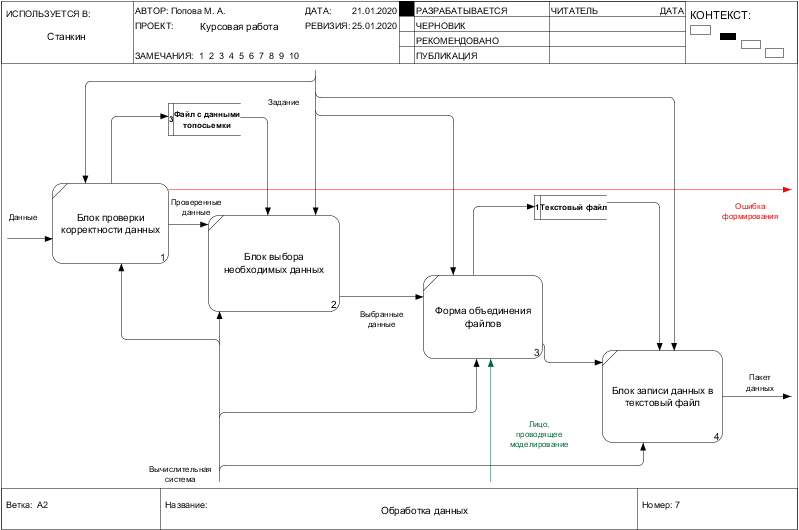 ИСПОЛЬЗУЕТСЯ В:
Станкин
АВТОР: Попова М. А.
ДАТА: 21.01.2020
ПРОЕКТ: Курсовая работа
РЕВИЗИЯ: 25.01.2020
ЗАМЕЧАНИЯ: 1 2 3 4 5 6 7 8 9 10
РАЗРАБАТЫВАЕТСЯ
ЧЕРНОВИК
РЕКОМЕНДОВАНО
ПУБЛИКАЦИЯ
ЧИТАТЕЛЬ
ДАТА
КОНТЕКСТ:
Задание
3
Файл с данными
топосьемки
Данные
Блок проверки
корректности данных
1
Проверенные
данные
Блок выбора
необходимых данных
2
1 Текстовый файл
Ошибка
формирования
Выбранные
данные
Форма объединения
файлов
3
Блок записи данных в
текстовый файл
4
Пакет
данных
Лицо,
проводящее
моделирование
Вычислительная
система
Ветка: A2
Название:
Обработка данных
Номер: 7